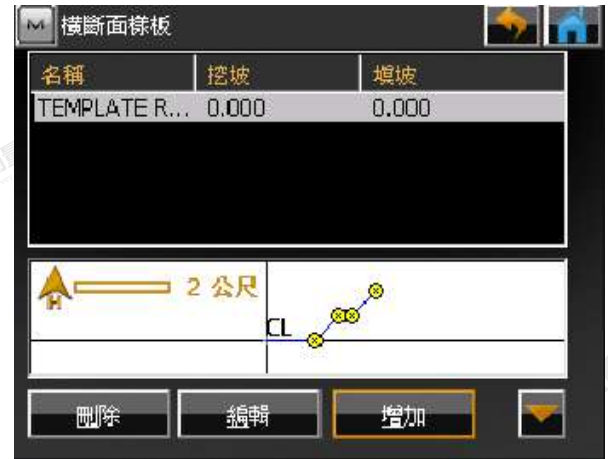 橫斷面樣板
名稱 挖坡 填坡
TEMPLATE R... 0.000 0.000
2 公尺
CL
H
刪除 編輯 增加